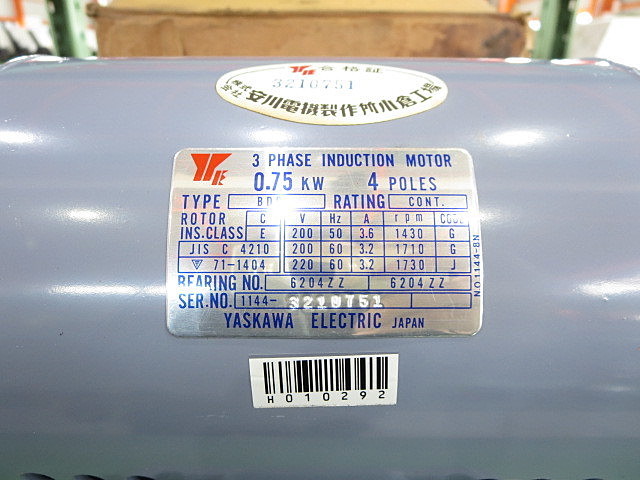 YE 合格証
3210751
株式会社 安川電機製作所小倉工場
YE 3 PHASE INDUCTION MOTOR
0.75 KW 4 POLES
TYPE RATING CONT.
ROTOR C V Hz A rpm CODE
INS.CLASS E 200 50 3.6 1430 G
JIS C 4210 200 60 3.2 1710 G
71-1404 220 60 3.2 1730 J
BEARING NO. 6204ZZ 6204ZZ
SER.NO. 1144- 3210751
YASKAWA ELECTRIC JAPAN
NO1144-8N
H010292